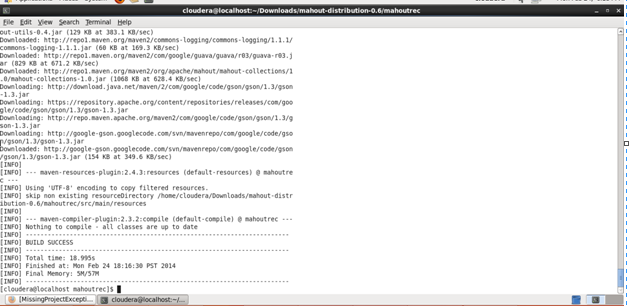 cloudera@localhost:~/Downloads/mahout-distribution-0.6/mahoutrec
File Edit View Search Terminal Help
out-utils-0.4.jar (129 KB at 383.1 KB/sec)
Downloaded: http://repo1.maven.org/maven2/commons-logging/commons-logging/1.1.1/
commons-logging-1.1.1.jar (60 KB at 169.3 KB/sec)
Downloaded: http://repo1.maven.org/maven2/com/google/guava/guava/r03/guava-r03.j
ar (829 KB at 671.2 KB/sec)
Downloaded: http://repo1.maven.org/maven2/org/apache/mahout/mahout-collections/1
.0/mahout-collections-1.0.jar (1068 KB at 628.4 KB/sec)
Downloading: http://download.java.net/maven/2/com/google/code/gson/gson/1.3/gson
-1.3.jar
Downloading: https://repository.apache.org/content/repositories/releases/com/goo
gle/code/gson/gson/1.3/gson-1.3.jar
Downloading: http://repo.maven.apache.org/maven2/com/google/code/gson/gson/1.3/g
son-1.3.jar
Downloading: http://google-gson.googlecode.com/svn/mavenrepo/com/google/code/gso
n/gson/1.3/gson-1.3.jar
Downloaded: http://google-gson.googlecode.com/svn/mavenrepo/com/google/code/gson
/gson/1.3/gson-1.3.jar (154 KB at 349.6 KB/sec)
[INFO]
[INFO] --- maven-resources-plugin:2.4.3:resources (default-resources) @ mahoutre
c ---
[INFO] Using 'UTF-8' encoding to copy filtered resources.
[INFO] skip non existing resourceDirectory /home/cloudera/Downloads/mahout-distr
ibution-0.6/mahoutrec/src/main/resources
[INFO]
[INFO] --- maven-compiler-plugin:2.3.2:compile (default-compile) @ mahoutrec ---
[INFO] Nothing to compile - all classes are up to date
[INFO] ------------------------------------------------------------------------
[INFO] BUILD SUCCESS
[INFO] ------------------------------------------------------------------------
[INFO] Total time: 18.995s
[INFO] Finished at: Mon Feb 24 18:16:30 PST 2014
[INFO] Final Memory: 5M/57M
[INFO] ------------------------------------------------------------------------
[cloudera@localhost mahoutrec]$
[MissingProjectExcepti... cloudera@localhost:~/...